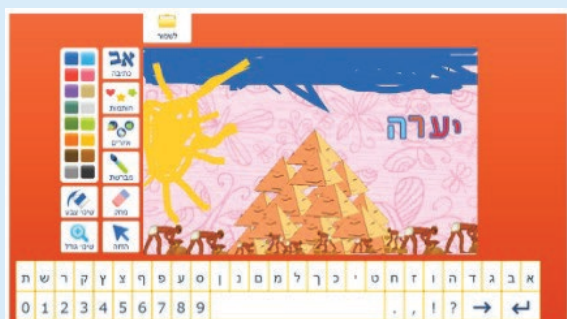 לשמור
אב
כתיבה
חותמות
איורים
מברשת
מחק
שינוי צבע
הזזה
שינוי גודל
יערה
א ב ג ד ה ו ז ח ט י כ ך ל מ ם נ ן ס ע פ ף צ ץ ק ר ש ת
0 1 2 3 4 5 6 7 8 9 . , ! ? → ↵